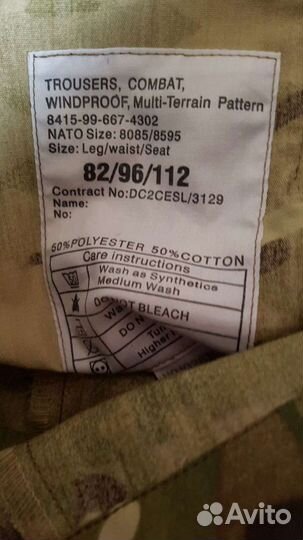 TROUSERS, COMBAT,
WINDPROOF, Multi-Terrain Pattern
8415-99-667-4302
NATO Size: 8085/8595
Size: Leg/waist/Seat
82/96/112
Contract No:DC2CESL/3129
Name:
No:
50%POLYESTER 50%COTTON
Care instructions
Wash as Synthetics
Medium Wash
DO NOT BLEACH
DO
Avito